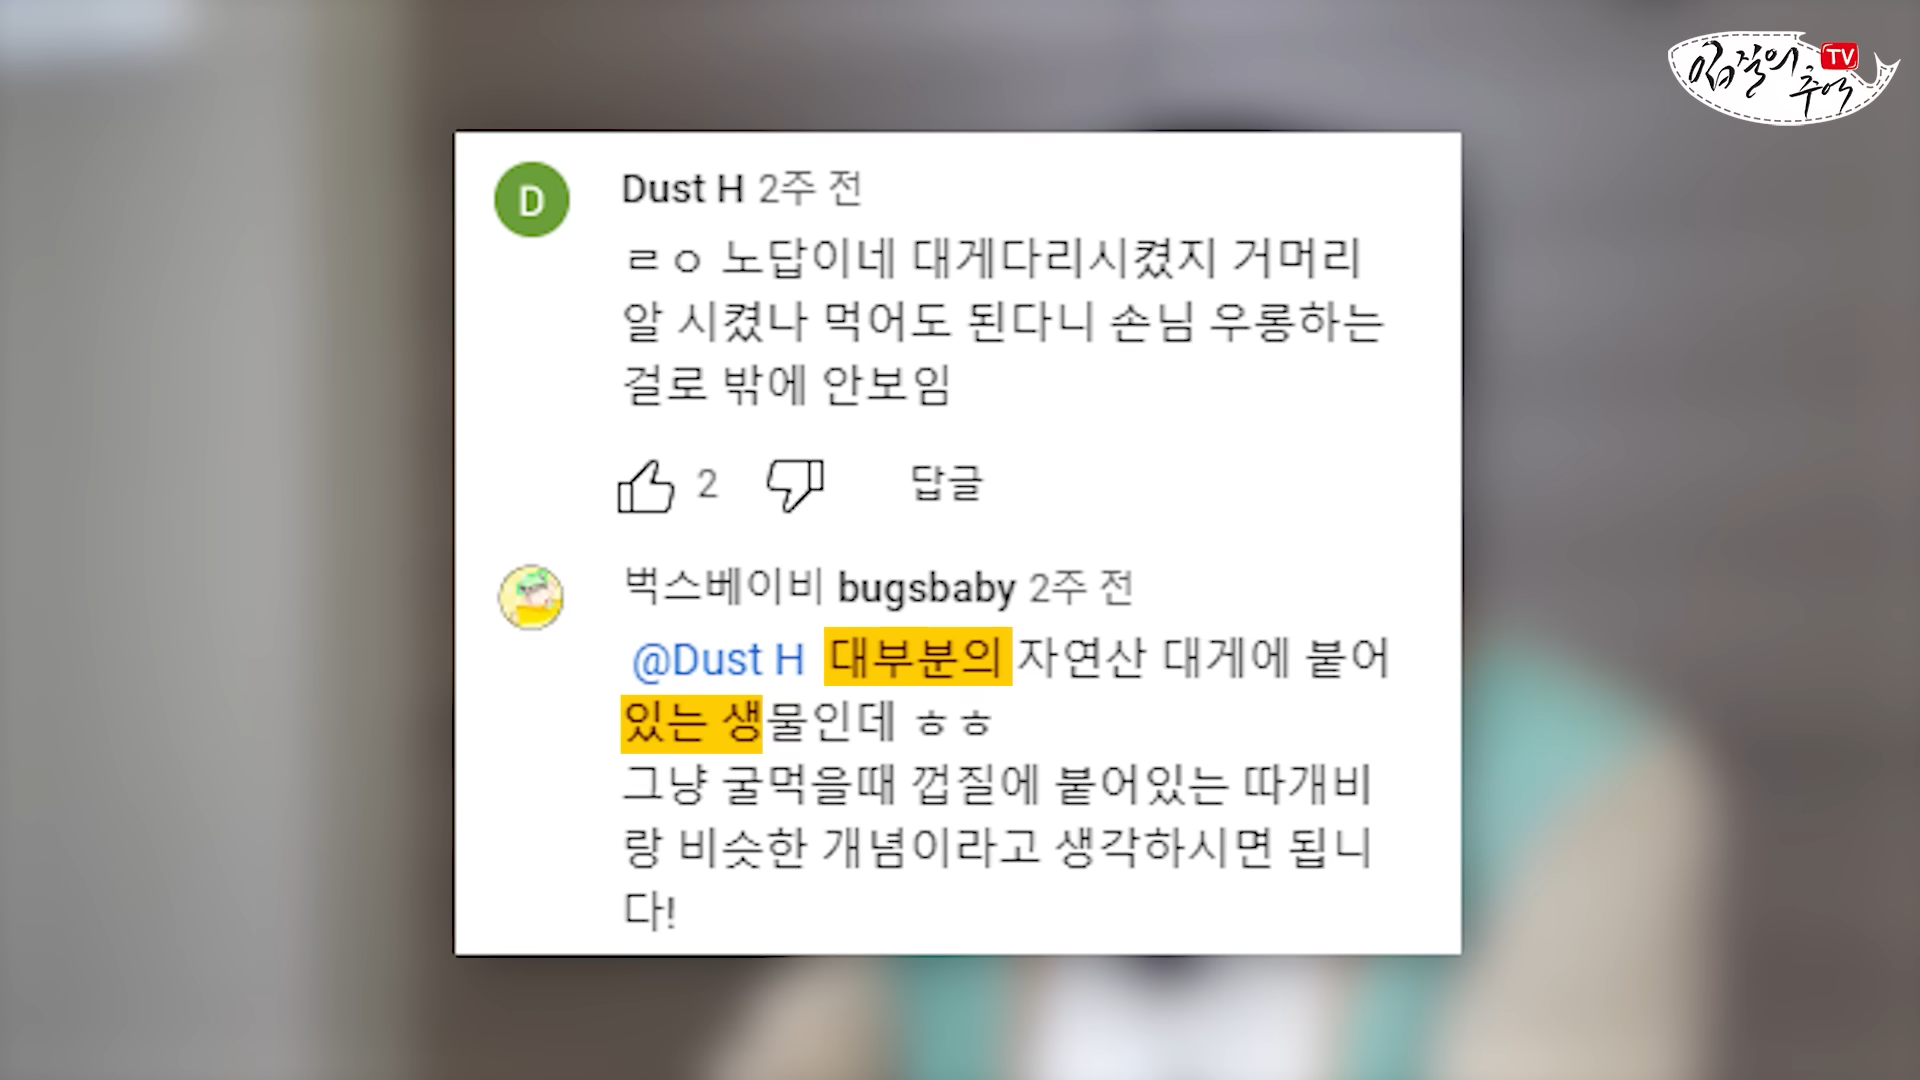 입질의 추억 TV
Dust H 2주 전
ㄹㅇ 노답이네 대게다리시켰지 거머리
알 시켰나 먹어도 된다니 손님 우롱하는
걸로 밖에 안보임
2 답글
벅스베이비 bugsbaby 2주 전
@Dust H 대부분의 자연산 대게에 붙어
있는 생물인데 ㅎㅎ
그냥 굴먹을때 껍질에 붙어있는 따개비
랑 비슷한 개념이라고 생각하시면 됩니
다!
D